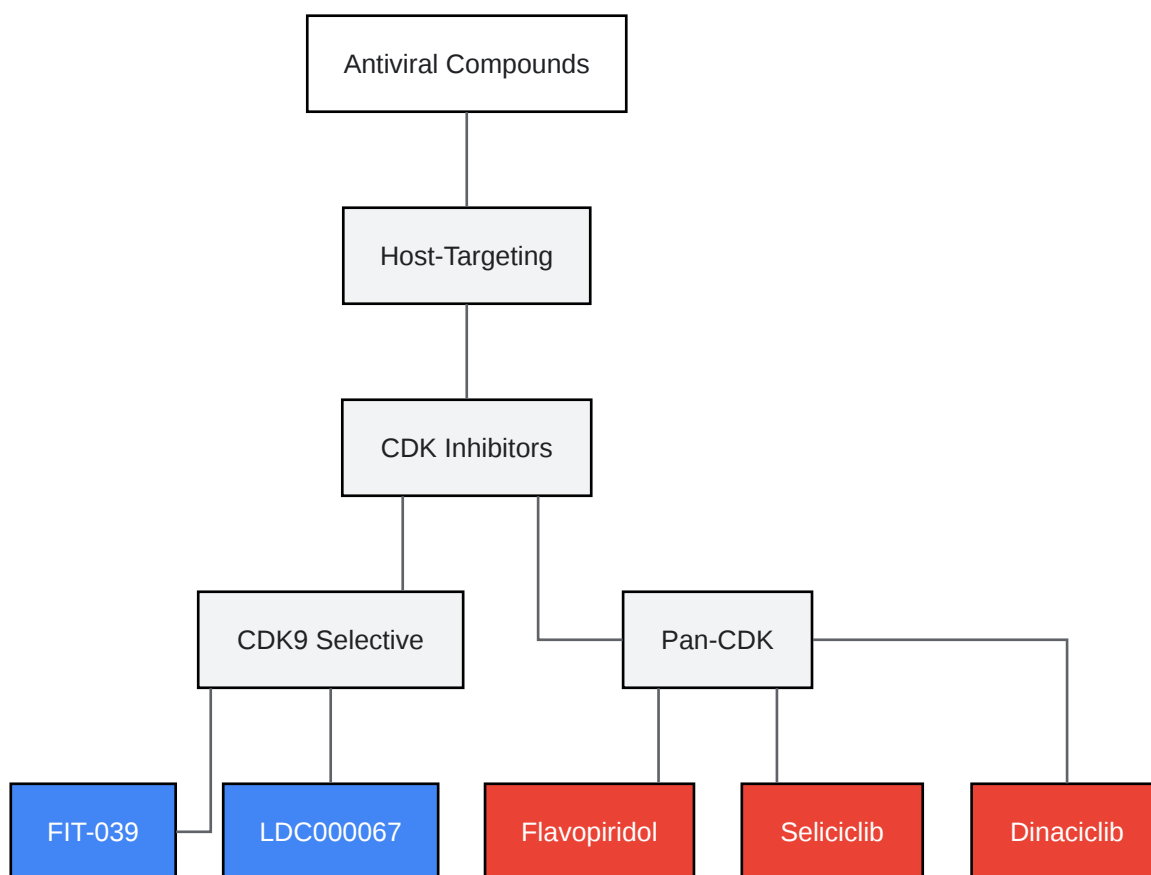 Antiviral Compounds
Host-Targeting
CDK Inhibitors
CDK9 Selective
Pan-CDK
FIT-039
LDC000067
Flavopiridol
Seliciclib
Dinaciclib